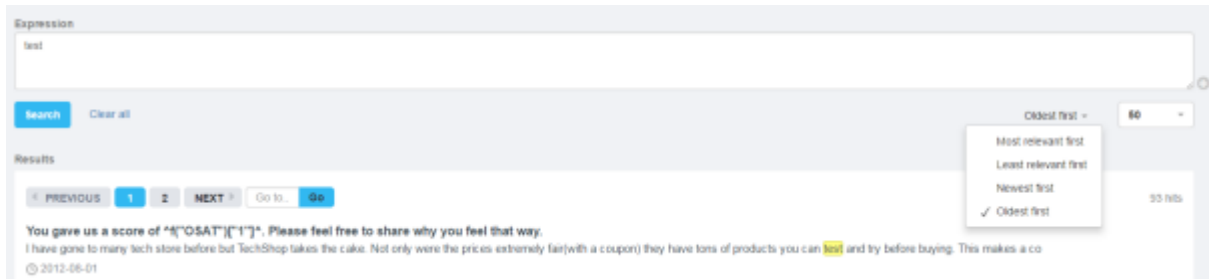 Expression
test
Search Clear all Oldest first 50
Most relevant first
Least relevant first
Newest first
✓ Oldest first
Results
PREVIOUS 1 2 NEXT Go to.. Go 93 hits
You gave us a score of ^f("OSAT")["1"]^. Please feel free to share why you feel that way.
I have gone to many tech store before but TechShop takes the cake. Not only were the prices extremely fair(with a coupon) they have tons of products you can test and try before buying. This makes a co
2012-06-01